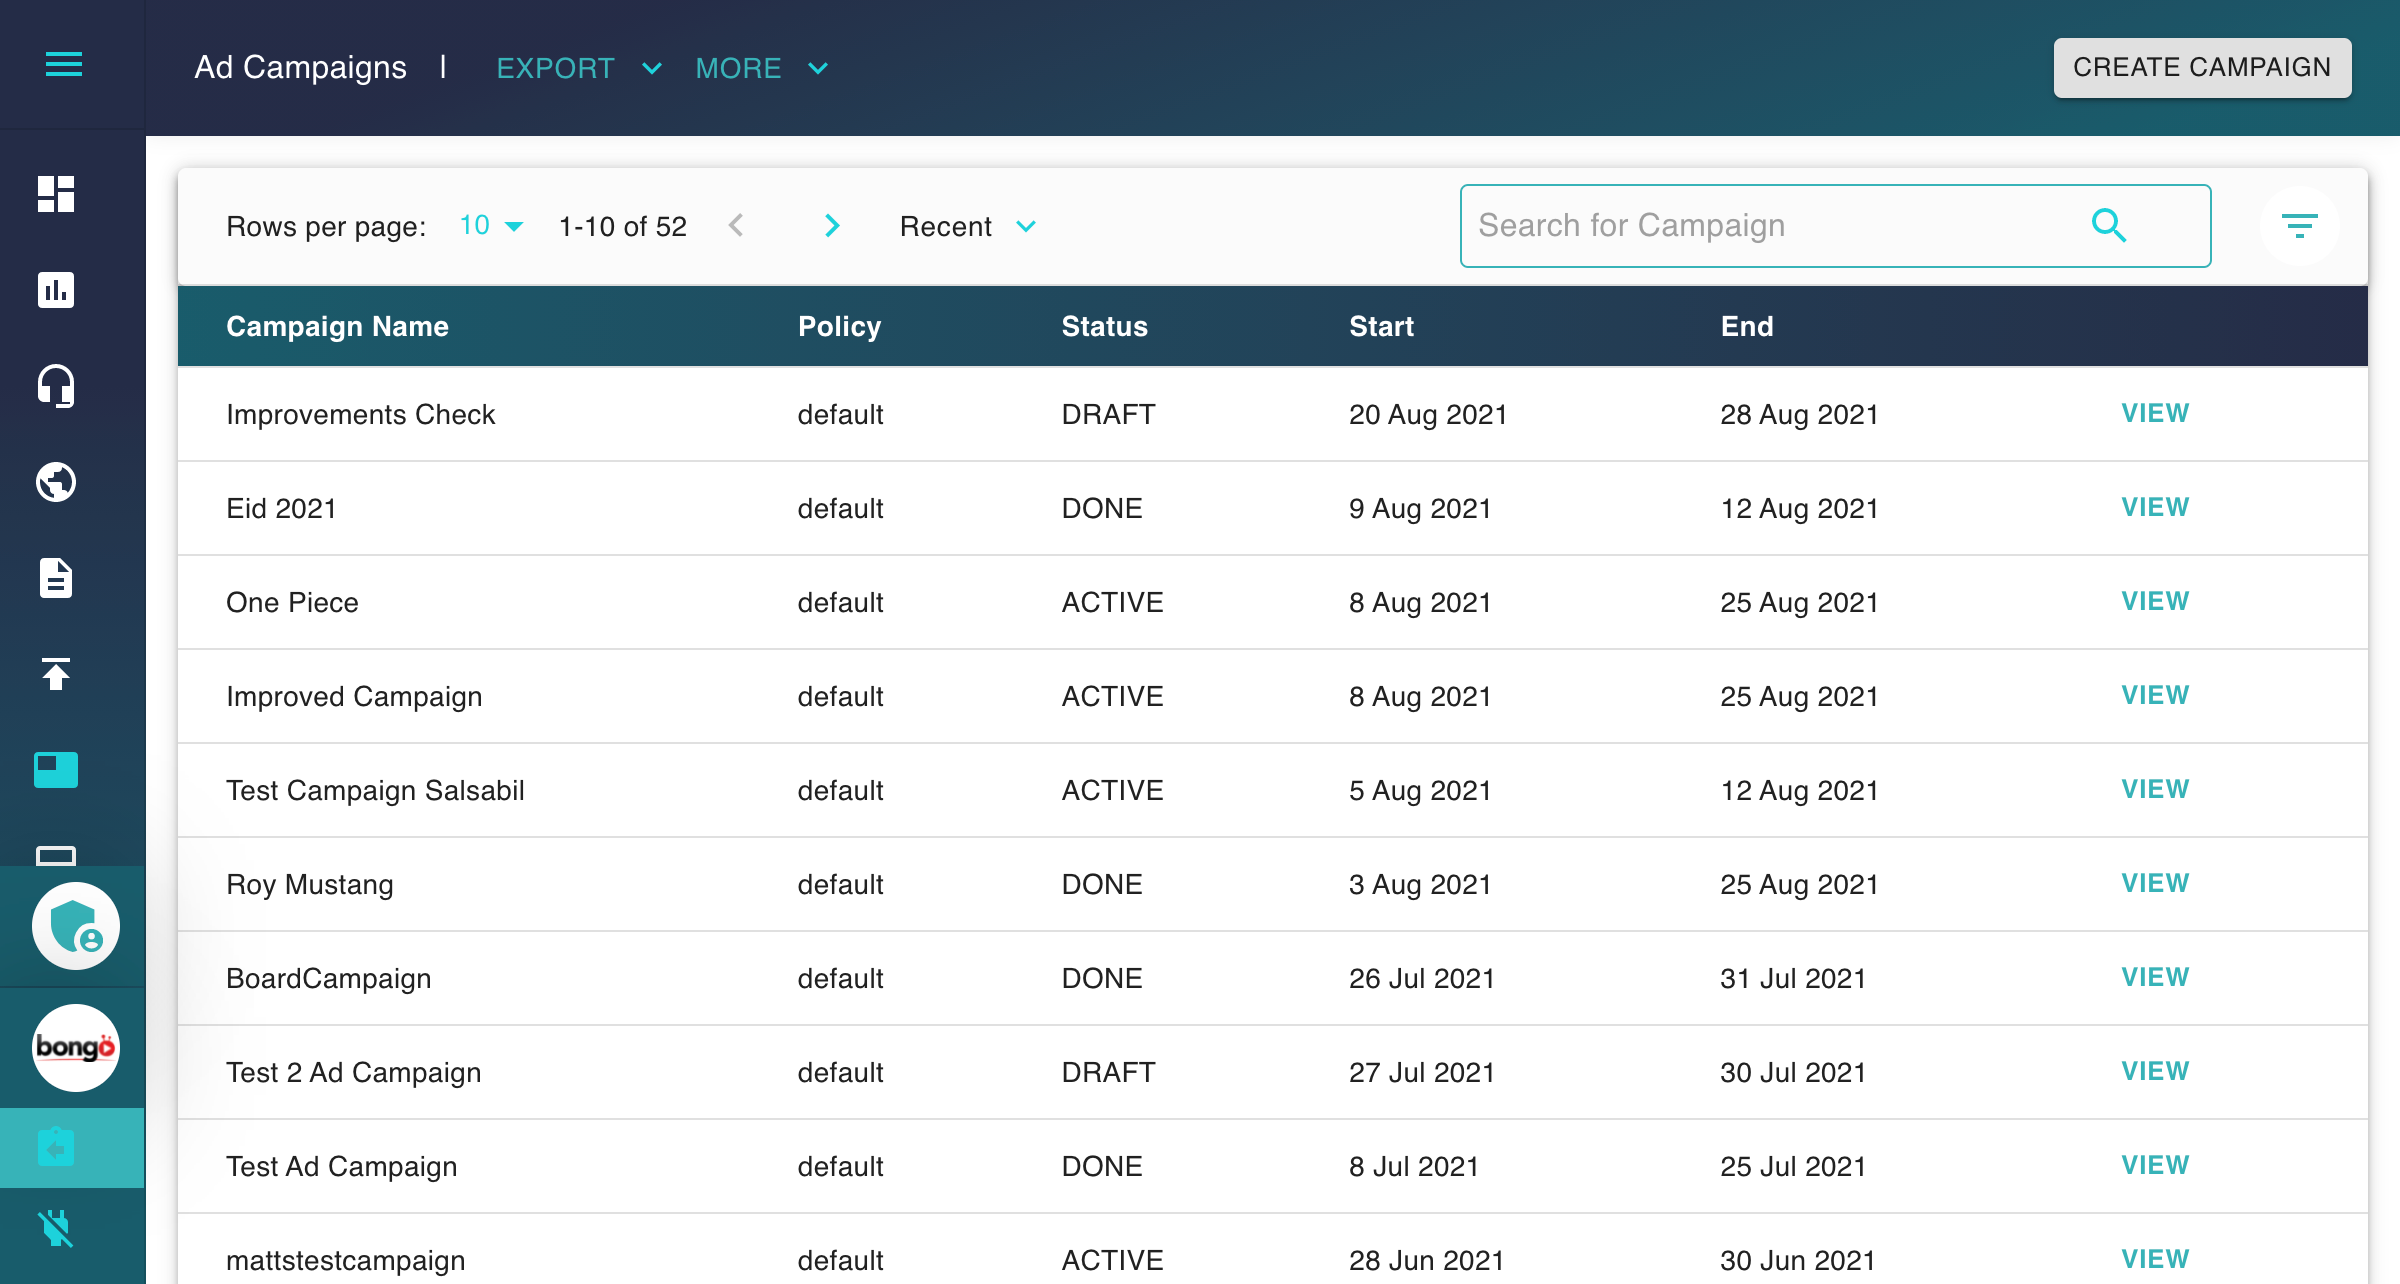 Ad Campaigns | EXPORT MORE CREATE CAMPAIGN
Rows per page: 10 1-10 of 52 Recent Search for Campaign
Campaign Name Policy Status Start End
Improvements Check default DRAFT 20 Aug 2021 28 Aug 2021 VIEW
Eid 2021 default DONE 9 Aug 2021 12 Aug 2021 VIEW
One Piece default ACTIVE 8 Aug 2021 25 Aug 2021 VIEW
Improved Campaign default ACTIVE 8 Aug 2021 25 Aug 2021 VIEW
Test Campaign Salsabil default ACTIVE 5 Aug 2021 12 Aug 2021 VIEW
Roy Mustang default DONE 3 Aug 2021 25 Aug 2021 VIEW
BoardCampaign default DONE 26 Jul 2021 31 Jul 2021 VIEW
bongo
Test 2 Ad Campaign default DRAFT 27 Jul 2021 30 Jul 2021 VIEW
Test Ad Campaign default DONE 8 Jul 2021 25 Jul 2021 VIEW
mattstestcampaign default ACTIVE 28 Jun 2021 30 Jun 2021 VIEW